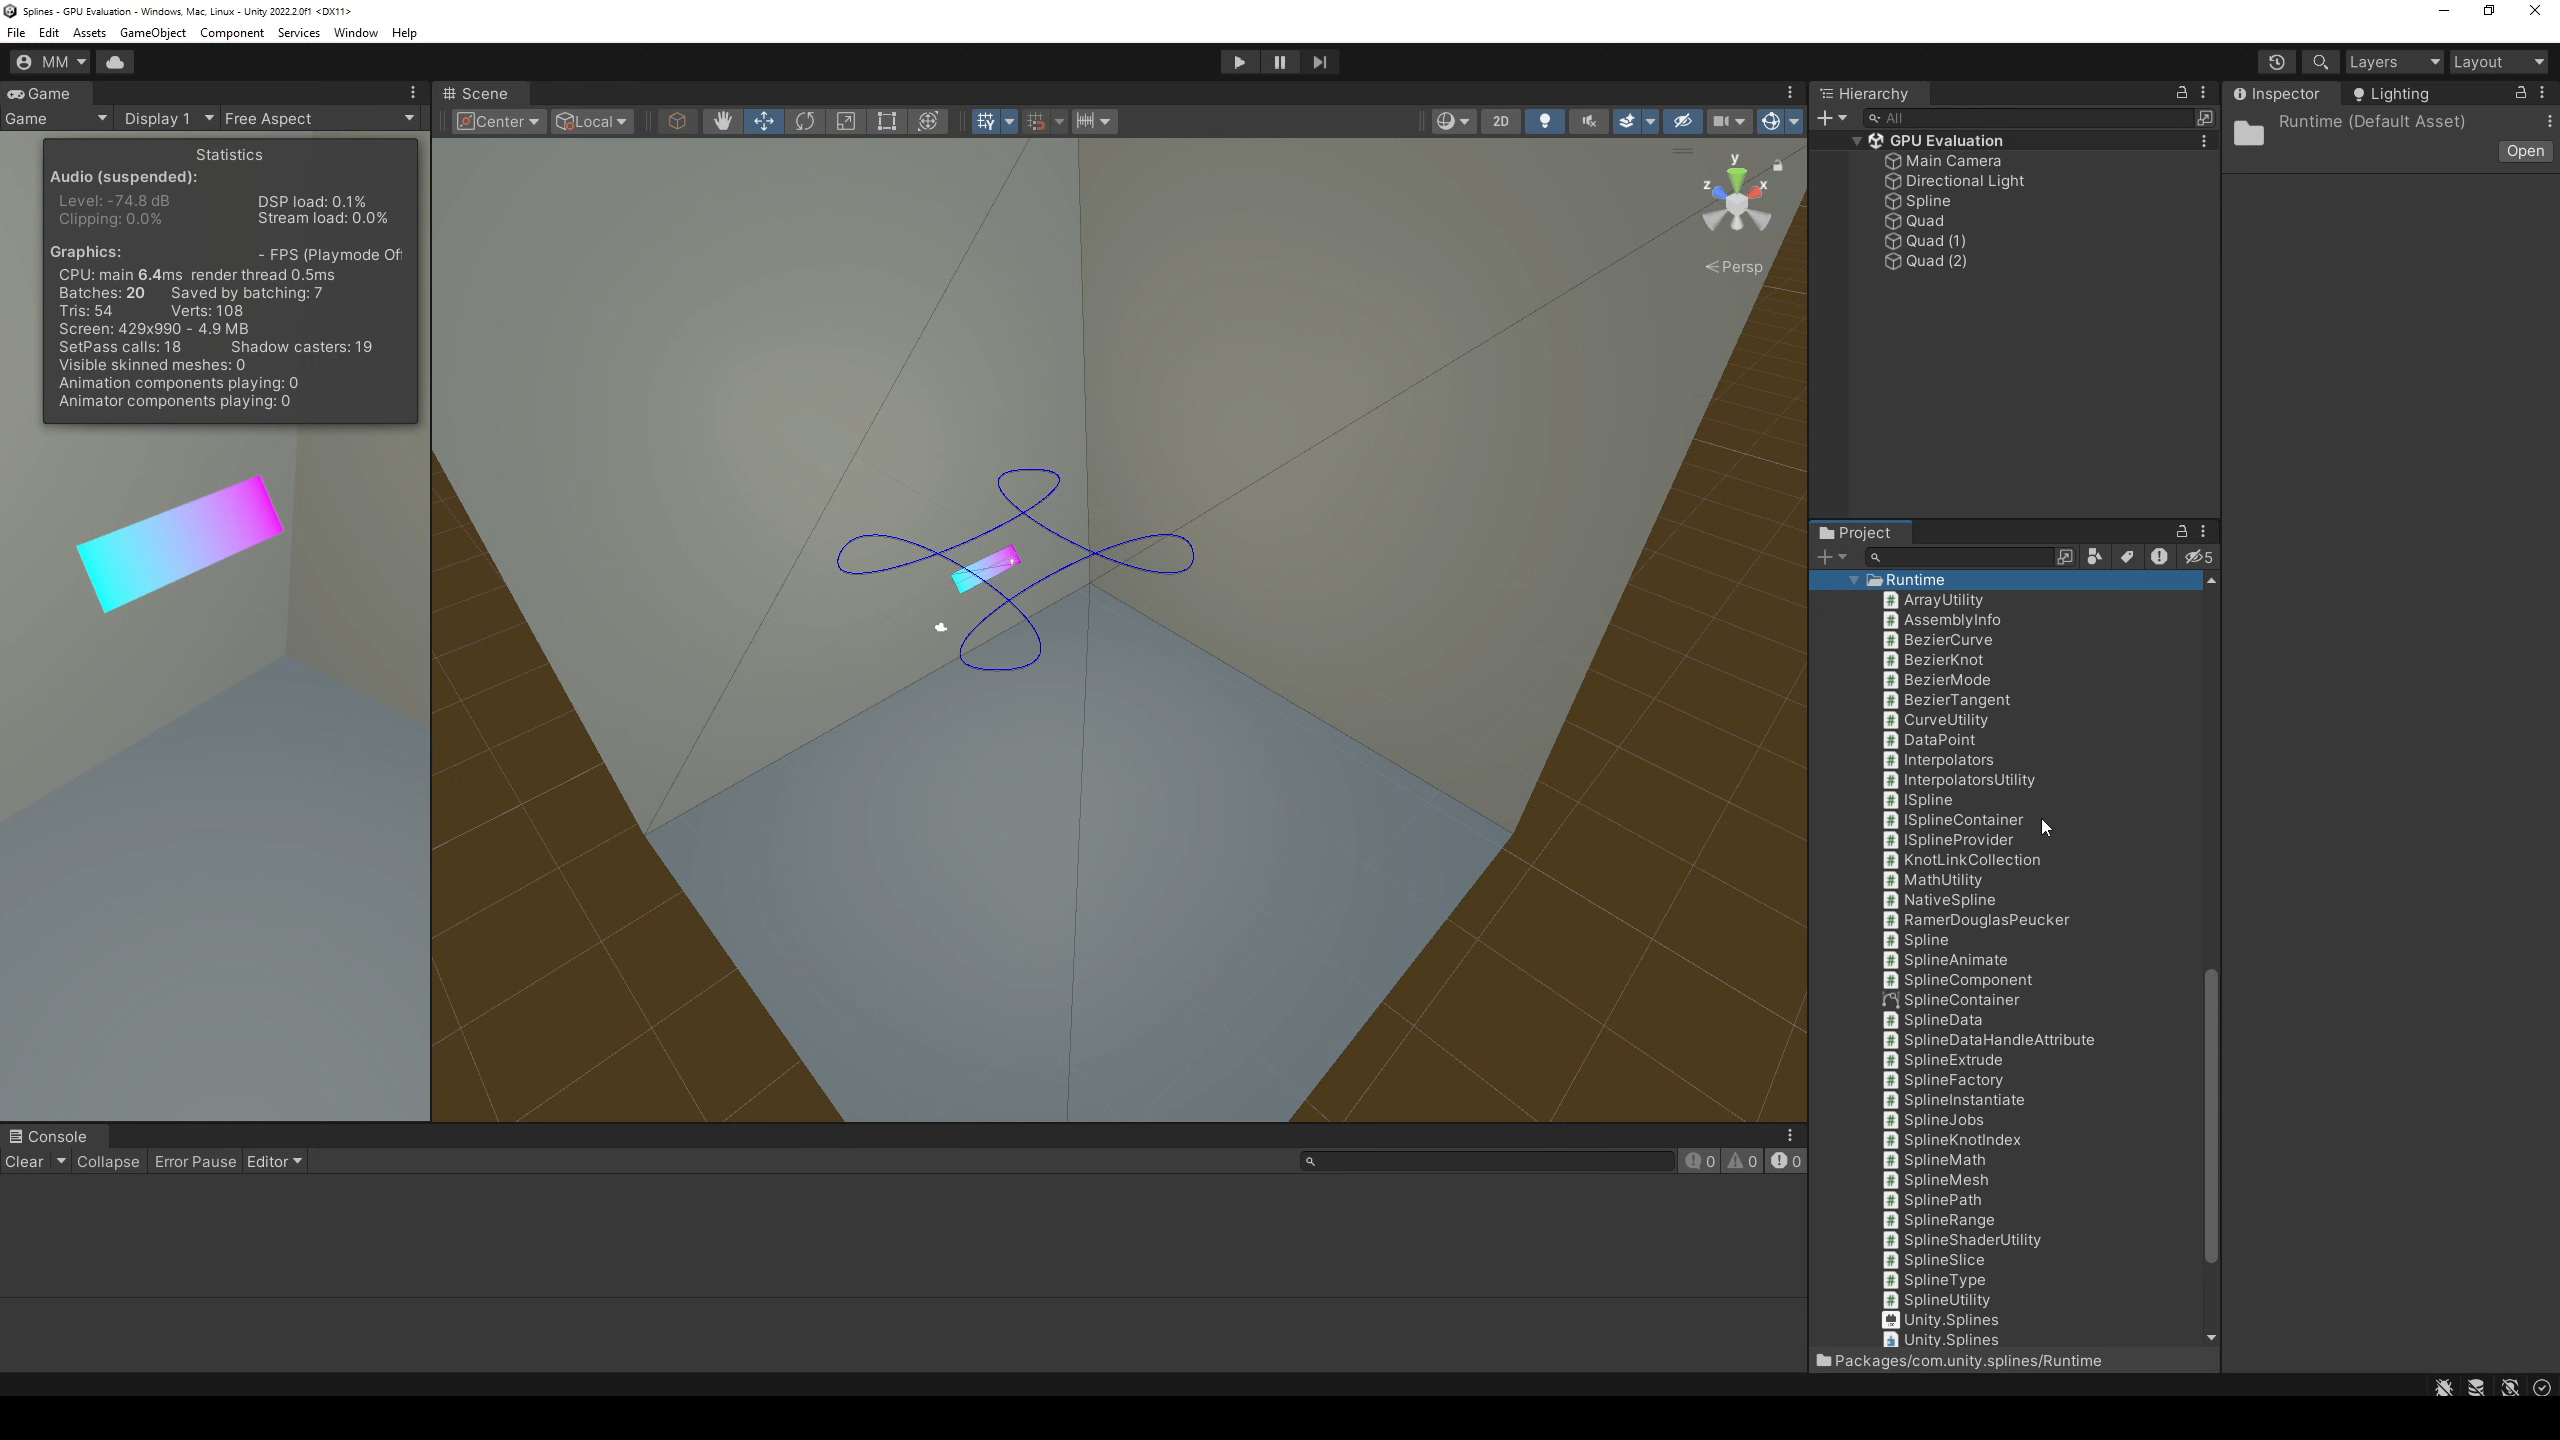 Splines - GPU Evaluation - Windows, Mac, Linux - Unity 2022.2.0f1 <DX11>
File Edit Assets GameObject Component Services Window Help
MM Layers Layout
Game
Game Display 1 Free Aspect
Statistics
Audio (suspended):
Level: -74.8 dB DSP load: 0.1%
Clipping: 0.0% Stream load: 0.0%
Graphics: - FPS (Playmode Off
CPU: main 6.4ms render thread 0.5ms
Batches: 20 Saved by batching: 7
Tris: 54 Verts: 108
Screen: 429x990 - 4.9 MB
SetPass calls: 18 Shadow casters: 19
Visible skinned meshes: 0
Animation components playing: 0
Animator components playing: 0
Scene
Center Local 2D
y
z x
Persp
Hierarchy
All
GPU Evaluation
Main Camera
Directional Light
Spline
Quad
Quad (1)
Quad (2)
Project
5
Runtime
ArrayUtility
AssemblyInfo
BezierCurve
BezierKnot
BezierMode
BezierTangent
CurveUtility
DataPoint
Interpolators
InterpolatorsUtility
ISpline
ISplineContainer
ISplineProvider
KnotLinkCollection
MathUtility
NativeSpline
RamerDouglasPeucker
Spline
SplineAnimate
SplineComponent
SplineContainer
SplineData
SplineDataHandleAttribute
SplineExtrude
SplineFactory
SplineInstantiate
SplineJobs
SplineKnotIndex
SplineMath
SplineMesh
SplinePath
SplineRange
SplineShaderUtility
SplineSlice
SplineType
SplineUtility
Unity.Splines
Unity.Splines
Packages/com.unity.splines/Runtime
Inspector Lighting
Runtime (Default Asset)
Open
Console
Clear Collapse Error Pause Editor 0 0 0